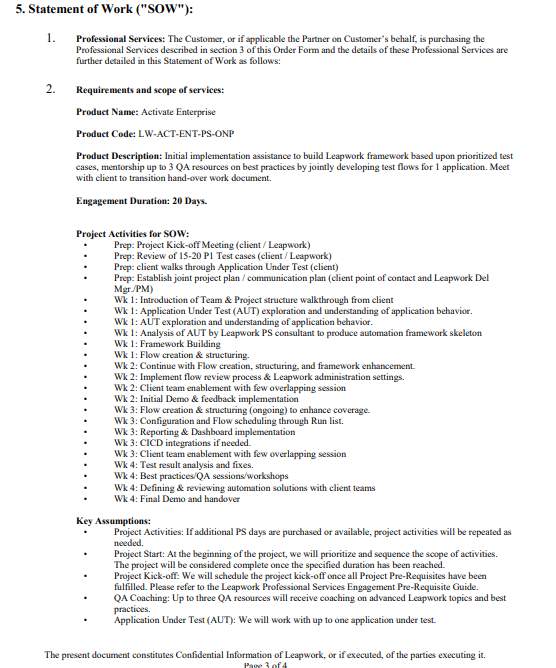 5. Statement of Work ("SOW"):
1. Professional Services: The Customer, or if applicable the Partner on Customer's behalf, is purchasing the
Professional Services described in section 3 of this Order Form and the details of these Professional Services are
further detailed in this Statement of Work as follows:
2. Requirements and scope of services:
Product Name: Activate Enterprise
Product Code: LW-ACT-ENT-PS-ONP
Product Description: Initial implementation assistance to build Leapwork framework based upon prioritized test
cases, mentorship up to 3 QA resources on best practices by jointly developing test flows for 1 application. Meet
with client to transition hand-over work document.
Engagement Duration: 20 Days.
Project Activities for SOW:
• Prep: Project Kick-off Meeting (client / Leapwork)
• Prep: Review of 15-20 P1 Test cases (client / Leapwork)
• Prep: client walks through Application Under Test (client)
• Prep: Establish joint project plan / communication plan (client point of contact and Leapwork Del
Mgr./PM)
• Wk 1: Introduction of Team & Project structure walkthrough from client
• Wk 1: Application Under Test (AUT) exploration and understanding of application behavior.
• Wk 1: AUT exploration and understanding of application behavior.
• Wk 1: Analysis of AUT by Leapwork PS consultant to produce automation framework skeleton
• Wk 1: Framework Building
• Wk 1: Flow creation & structuring.
• Wk 2: Continue with Flow creation, structuring, and framework enhancement.
• Wk 2: Implement flow review process & Leapwork administration settings.
• Wk 2: Client team enablement with few overlapping session
• Wk 2: Initial Demo & feedback implementation
• Wk 3: Flow creation & structuring (ongoing) to enhance coverage.
• Wk 3: Configuration and Flow scheduling through Run list.
• Wk 3: Reporting & Dashboard implementation
• Wk 3: CICD integrations if needed.
• Wk 3: Client team enablement with few overlapping session
• Wk 4: Test result analysis and fixes.
• Wk 4: Best practices/QA sessions/workshops
• Wk 4: Defining & reviewing automation solutions with client teams
• Wk 4: Final Demo and handover
Key Assumptions:
• Project Activities: If additional PS days are purchased or available, project activities will be repeated as
needed.
• Project Start: At the beginning of the project, we will prioritize and sequence the scope of activities.
The project will be considered complete once the specified duration has been reached.
• Project Kick-off: We will schedule the project kick-off once all Project Pre-Requisites have been
fulfilled. Please refer to the Leapwork Professional Services Engagement Pre-Requisite Guide.
• QA Coaching: Up to three QA resources will receive coaching on advanced Leapwork topics and best
practices.
• Application Under Test (AUT): We will work with up to one application under test.
The present document constitutes Confidential Information of Leapwork, or if executed, of the parties executing it.
Page 3 of 4